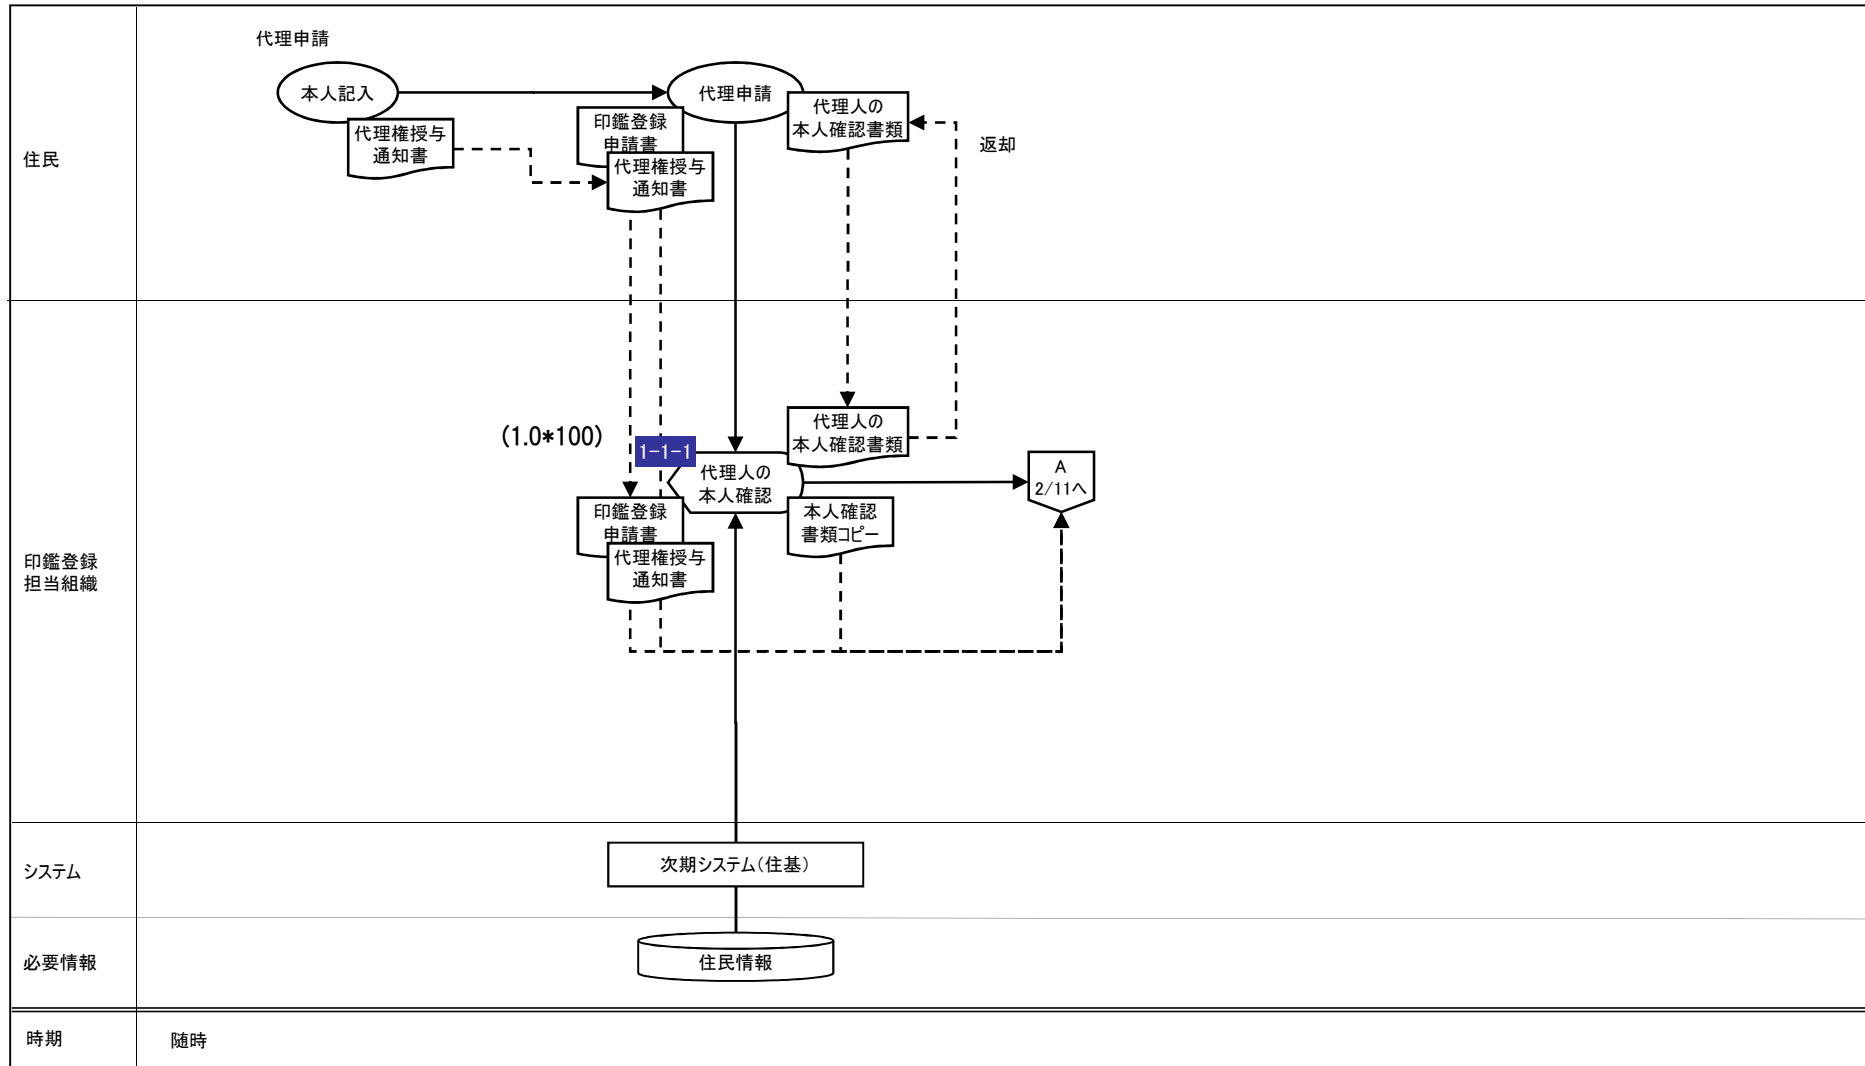 代理申請
本人記入
代理権授与
通知書
代理申請
印鑑登録
申請書
代理権授与
通知書
代理人の
本人確認書類
返却
住民
(1.0*100)
1-1-1
代理人の
本人確認
代理人の
本人確認書類
A
2/11へ
印鑑登録
申請書
代理権授与
通知書
本人確認
書類コピー
印鑑登録
担当組織
システム
次期システム(住基)
必要情報
住民情報
時期
随時